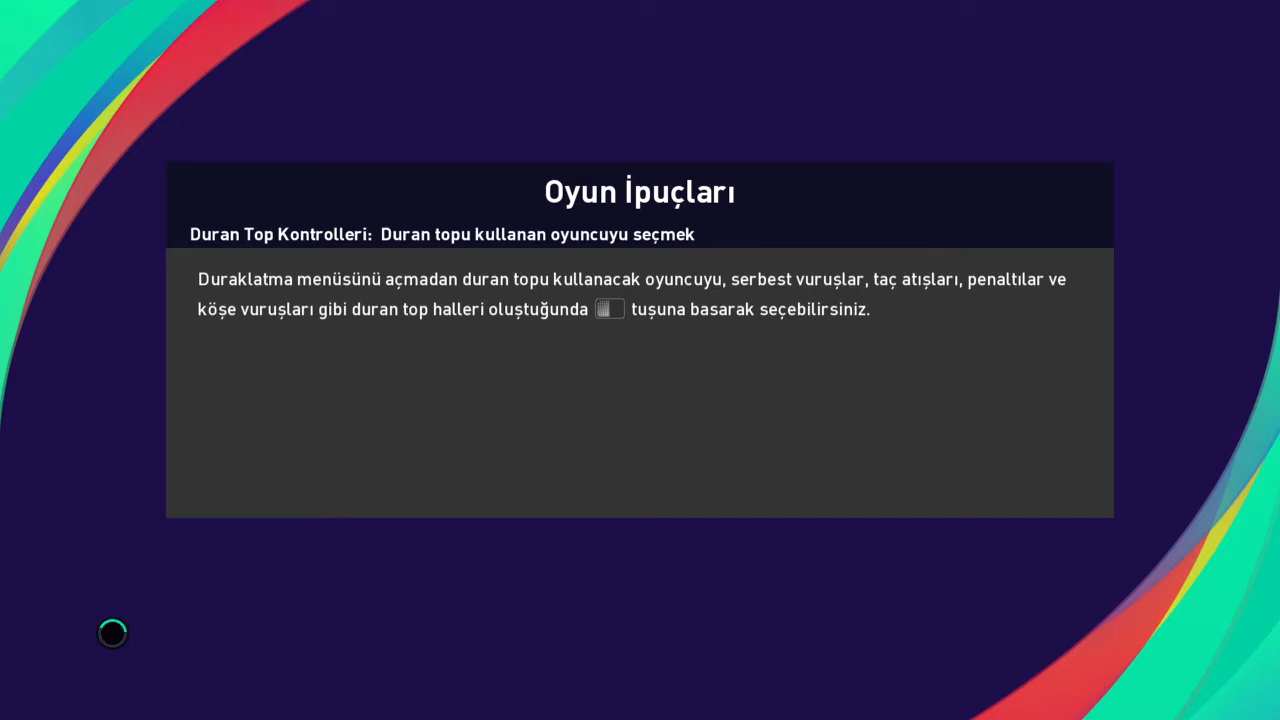 Oyun İpuçları
Duran Top Kontrolleri: Duran topu kullanan oyuncuyu seçmek
Duraklatma menüsünü açmadan duran topu kullanacak oyuncuyu, serbest vuruşlar, taç atışları, penaltılar ve
köşe vuruşları gibi duran top halleri oluştuğunda tuşuna basarak seçebilirsiniz.